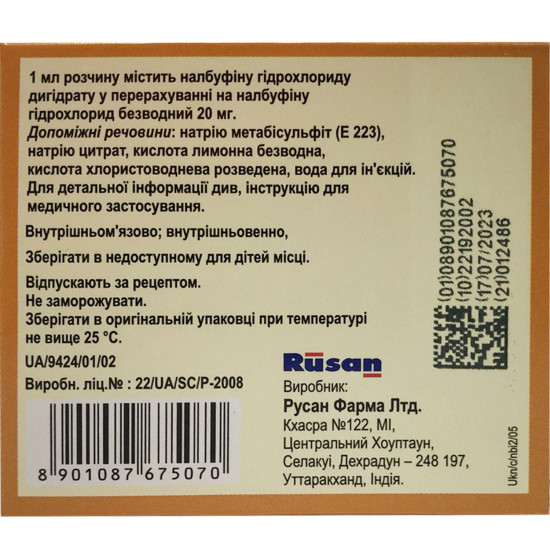 1 мл розчину містить налбуфіну гідрохлориду
дигідрату у перерахуванні на налбуфіну
гідрохлорид безводний 20 мг.
Допоміжні речовини: натрію метабісульфіт (Е 223),
натрію цитрат, кислота лимонна безводна,
кислота хлористоводнева розведена, вода для ін'єкцій.
Для детальної інформації див, інструкцію для
медичного застосування.
Внутрішньом'язово; внутрішньовенно,
Зберігати в недоступному для дітей місці.
Відпускають за рецептом.
Не заморожувати.
Зберігати в оригінальній упаковці при температурі
не вище 25 °С.
UA/9424/01/02
Виробн. ліц.№ : 22/UA/SC/P-2008
8 901087 675070
Rüsan
Виробник:
Русан Фарма Лтд.
Кхасра №122, МІ,
Центральний Хоуптаун,
Селакуі, Дехрадун – 248 197,
Уттаракханд, Індія.
(01)08901087675070
(10)22192002
(17)07/2023
(21)012486
Ukn/c/nbl2/05